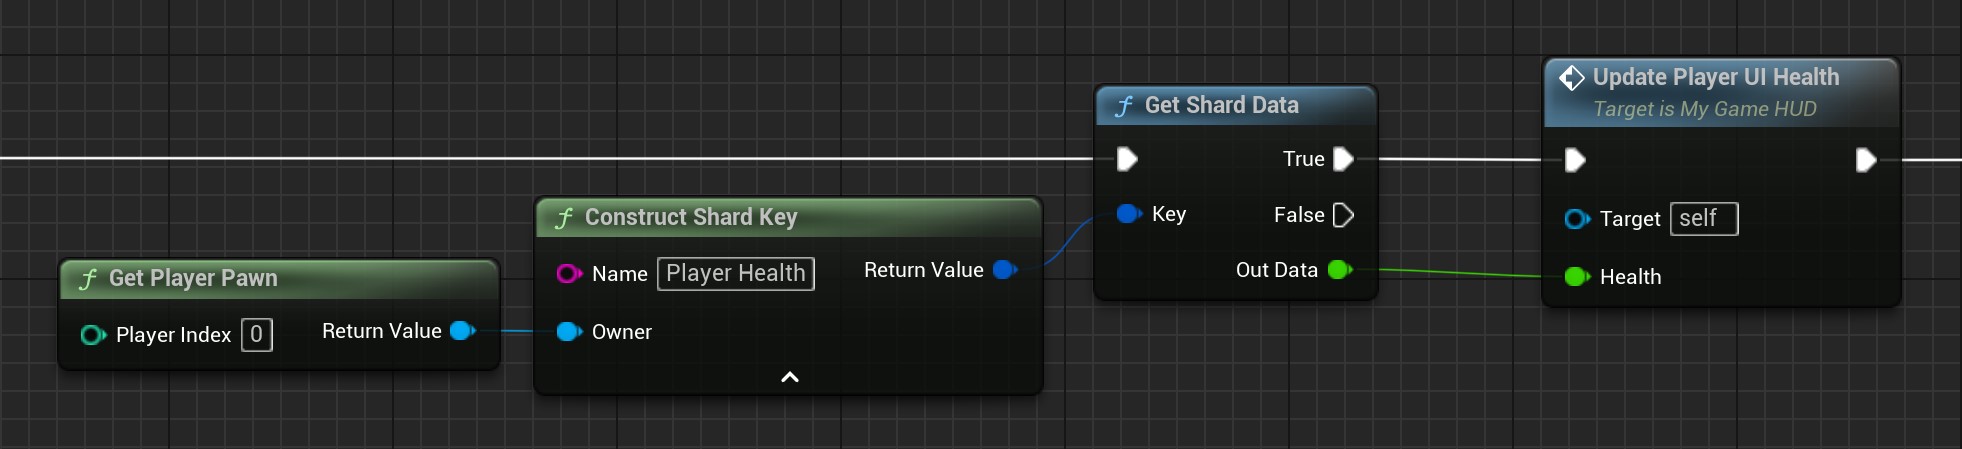 Get Player Pawn
Player Index 0 Return Value
Construct Shard Key
Name Player Health Return Value
Owner
Get Shard Data
True
Key False
Out Data
Update Player UI Health
Target is My Game HUD
Target self
Health